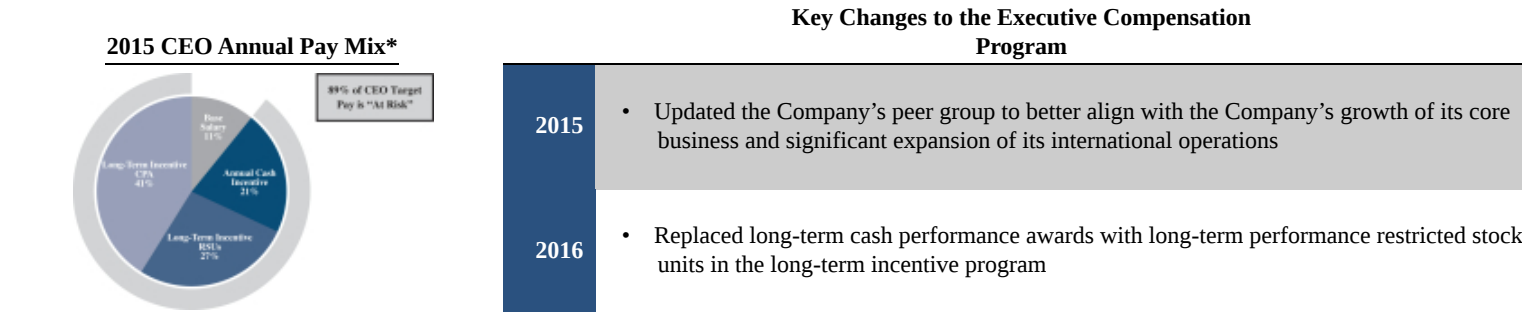 2015 CEO Annual Pay Mix*
89% of CEO Target
Pay is “At Risk”
Base
Salary
11%
Annual Cash
Incentive
21%
Long-Term Incentive
RSUs
27%
Long-Term Incentive
CPA
41%
Key Changes to the Executive Compensation
Program
2015
• Updated the Company’s peer group to better align with the Company’s growth of its core
business and significant expansion of its international operations
2016
• Replaced long-term cash performance awards with long-term performance restricted stock
units in the long-term incentive program